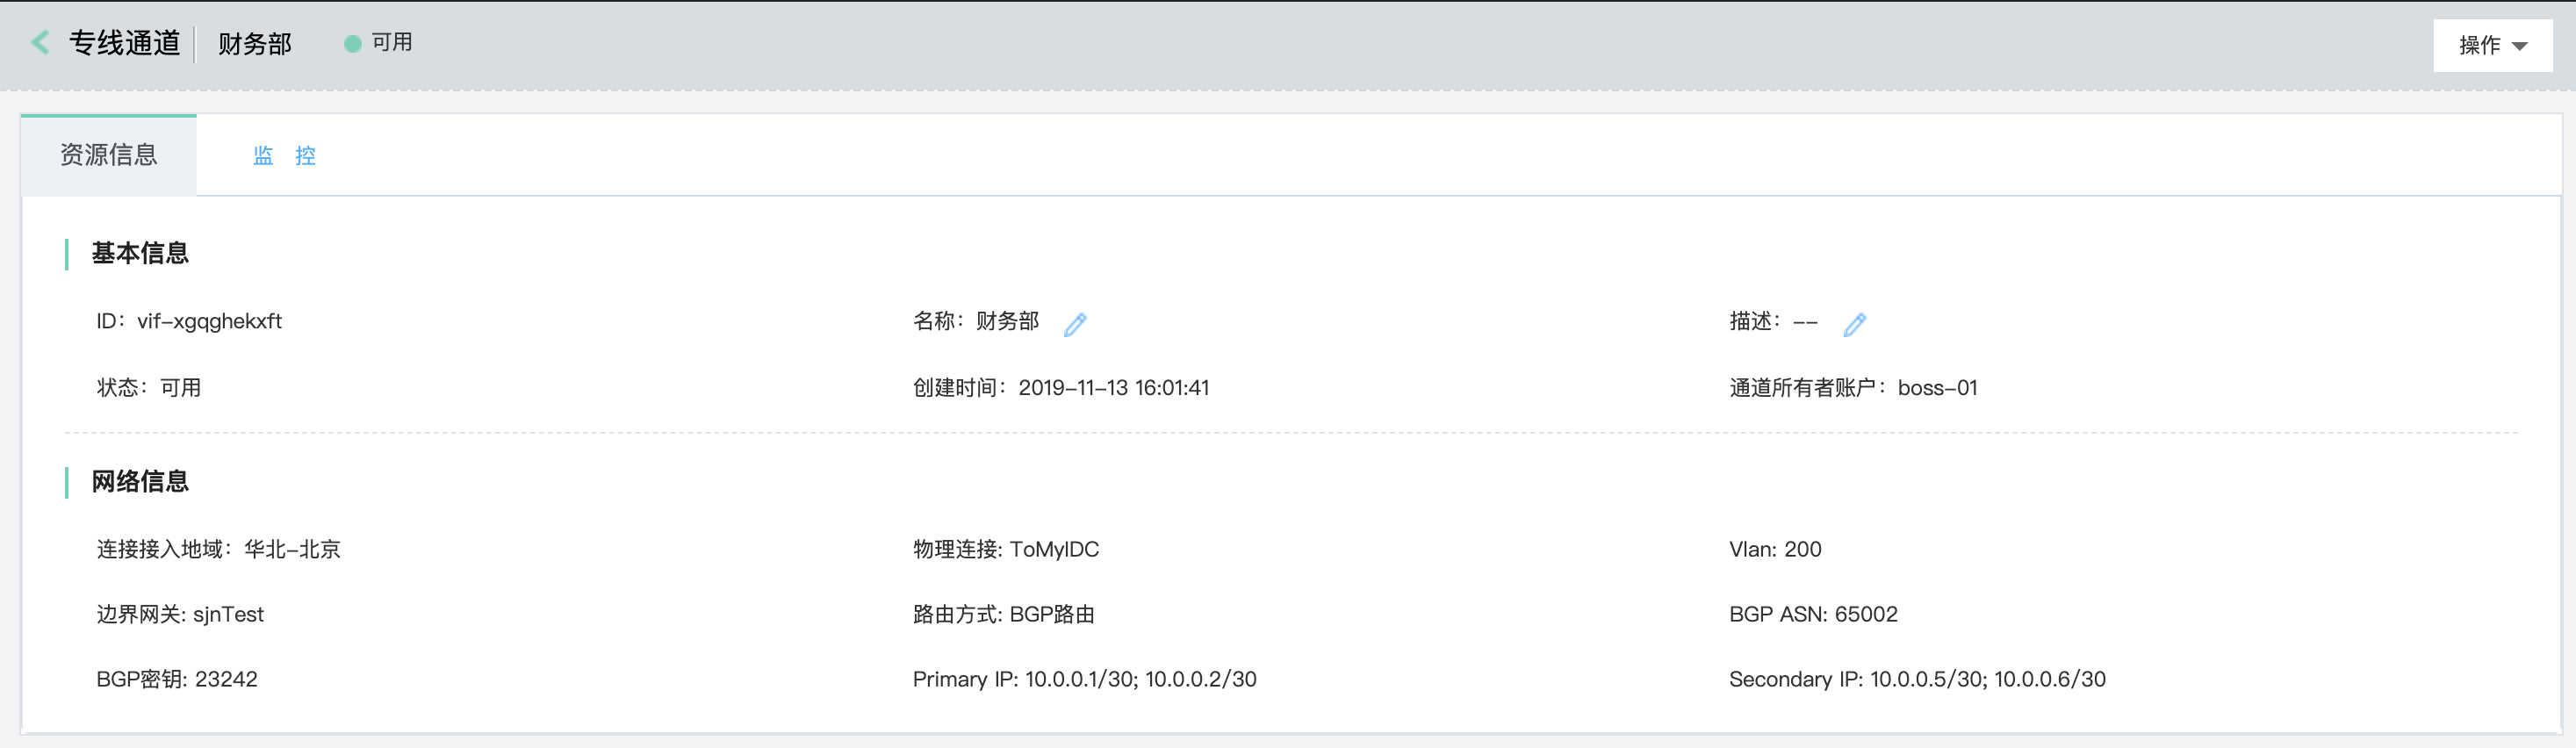 专线通道 财务部 可用 操作
资源信息 监 控
基本信息
ID：vif-xgqghekxft 名称：财务部 描述：--
状态：可用 创建时间：2019-11-13 16:01:41 通道所有者账户：boss-01
网络信息
连接接入地域：华北-北京 物理连接: ToMyIDC Vlan: 200
边界网关: sjnTest 路由方式: BGP路由 BGP ASN: 65002
BGP密钥: 23242 Primary IP: 10.0.0.1/30; 10.0.0.2/30 Secondary IP: 10.0.0.5/30; 10.0.0.6/30